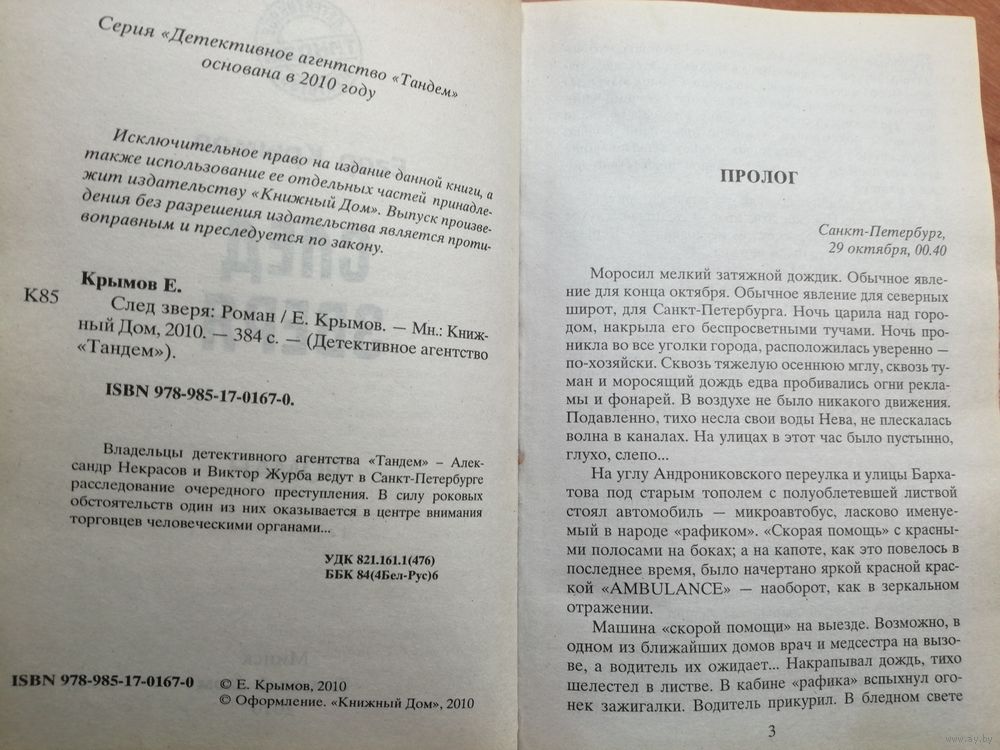 Серия «Детективное агентство «Тандем»
основана в 2010 году
Исключительное право на издание данной книги, а
также использование ее отдельных частей принадле-
жит издательству «Книжный Дом». Выпуск произве-
дения без разрешения издательства является проти-
воправным и преследуется по закону.
Крымов Е.
К85
След зверя: Роман / Е. Крымов. — Мн.: Книж-
ный Дом, 2010. — 384 с. — (Детективное агентство
«Тандем»).
ISBN 978-985-17-0167-0.
Владельцы детективного агентства «Тандем» – Алек-
сандр Некрасов и Виктор Журба ведут в Санкт-Петербурге
расследование очередного преступления. В силу роковых
обстоятельств один из них оказывается в центре внимания
торговцев человеческими органами...
УДК 821.161.1(476)
ББК 84(4Бел-Рус)6
ISBN 978-985-17-0167-0
© Е. Крымов, 2010
© Оформление. «Книжный Дом», 2010
ПРОЛОГ
Санкт-Петербург,
29 октября, 00.40
Моросил мелкий затяжной дождик. Обычное явле-
ние для конца октября. Обычное явление для северных
широт, для Санкт-Петербурга. Ночь царила над горо-
дом, накрыла его беспросветными тучами. Ночь про-
никла во все уголки города, расположилась уверенно —
по-хозяйски. Сквозь тяжелую осеннюю мглу, сквозь ту-
ман и моросящий дождь едва пробивались огни рекла-
мы и фонарей. В воздухе не было никакого движения.
Подавленно, тихо несла свои воды Нева, не плескалась
волна в каналах. На улицах в этот час было пустынно,
глухо, слепо...
На углу Андрониковского переулка и улицы Барха-
това под старым тополем с полуоблетевшей листвой
стоял автомобиль — микроавтобус, ласково именуе-
мый в народе «рафиком». «Скорая помощь» с красны-
ми полосами на боках; а на капоте, как это повелось в
последнее время, было начертано яркой красной крас-
кой «AMBULANCE» — наоборот, как в зеркальном
отражении.
Машина «скорой помощи» на выезде. Возможно, в
одном из ближайших домов врач и медсестра на вызо-
ве, а водитель их ожидает... Накрапывал дождь, тихо
шелестел в листве. В кабине «рафика» вспыхнул ого-
нек зажигалки. Водитель прикурил. В бледном свете
3
www.ay.by